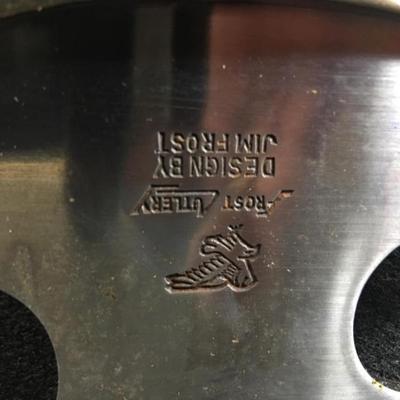 FROST CUTLERY
DESIGN BY
JIM FROST